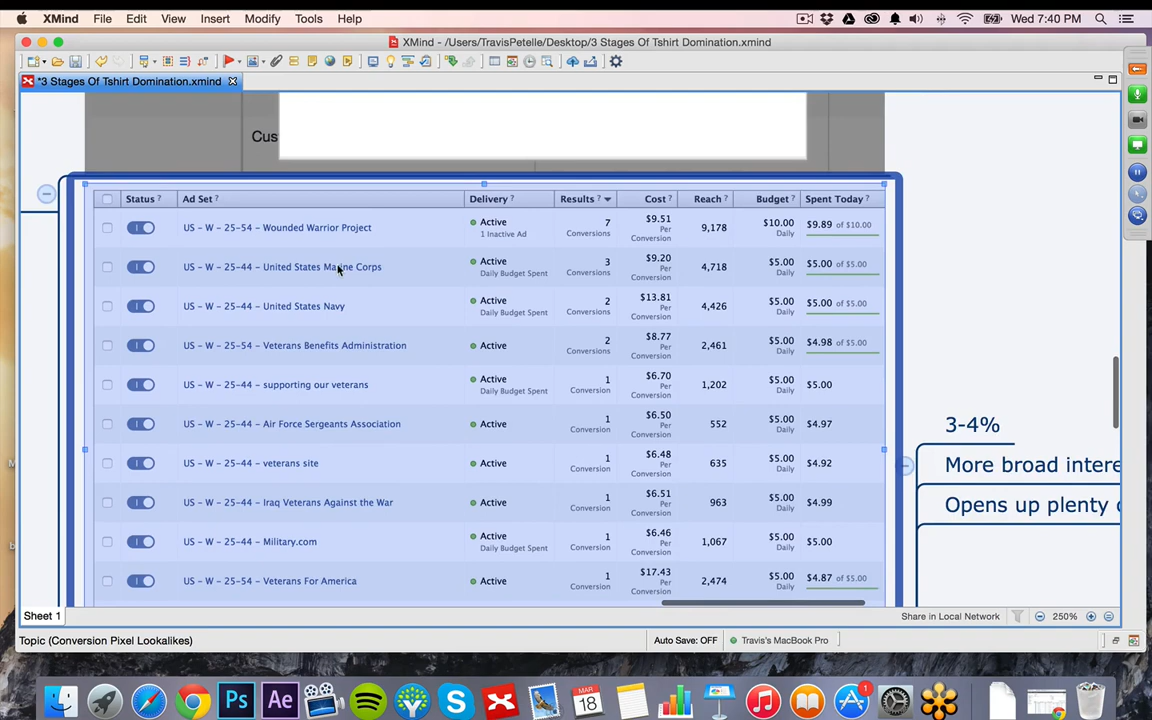 XMind File Edit View Insert Modify Tools Help Wed 7:40 PM
XMind - /Users/TravisPetelle/Desktop/3 Stages Of Tshirt Domination.xmind
*3 Stages Of Tshirt Domination.xmind
Cus
Status ? Ad Set ? Delivery ? Results ? Cost ? Reach ? Budget ? Spent Today ?
US - W - 25-54 - Wounded Warrior Project Active 1 Inactive Ad 7 Conversions $9.51 Per Conversion 9,178 $10.00 Daily $9.89 of $10.00
US - W - 25-44 - United States Marine Corps Active Daily Budget Spent 3 Conversions $9.20 Per Conversion 4,718 $5.00 Daily $5.00 of $5.00
US - W - 25-44 - United States Navy Active Daily Budget Spent 2 Conversions $13.81 Per Conversion 4,426 $5.00 Daily $5.00 of $5.00
US - W - 25-54 - Veterans Benefits Administration Active 2 Conversions $8.77 Per Conversion 2,461 $5.00 Daily $4.98 of $5.00
US - W - 25-44 - supporting our veterans Active Daily Budget Spent 1 Conversion $6.70 Per Conversion 1,202 $5.00 Daily $5.00
US - W - 25-44 - Air Force Sergeants Association Active 1 Conversion $6.50 Per Conversion 552 $5.00 Daily $4.97
US - W - 25-44 - veterans site Active 1 Conversion $6.48 Per Conversion 635 $5.00 Daily $4.92
US - W - 25-44 - Iraq Veterans Against the War Active 1 Conversion $6.51 Per Conversion 963 $5.00 Daily $4.99
US - W - 25-44 - Military.com Active Daily Budget Spent 1 Conversion $6.46 Per Conversion 1,067 $5.00 Daily $5.00
US - W - 25-54 - Veterans For America Active 1 Conversion $17.43 Per Conversion 2,474 $5.00 Daily $4.87 of $5.00
3-4%
More broad intere
Opens up plenty
Sheet 1 Share in Local Network 250%
Topic (Conversion Pixel Lookalikes) Auto Save: OFF Travis's MacBook Pro
Ps Ae MAR 18 1